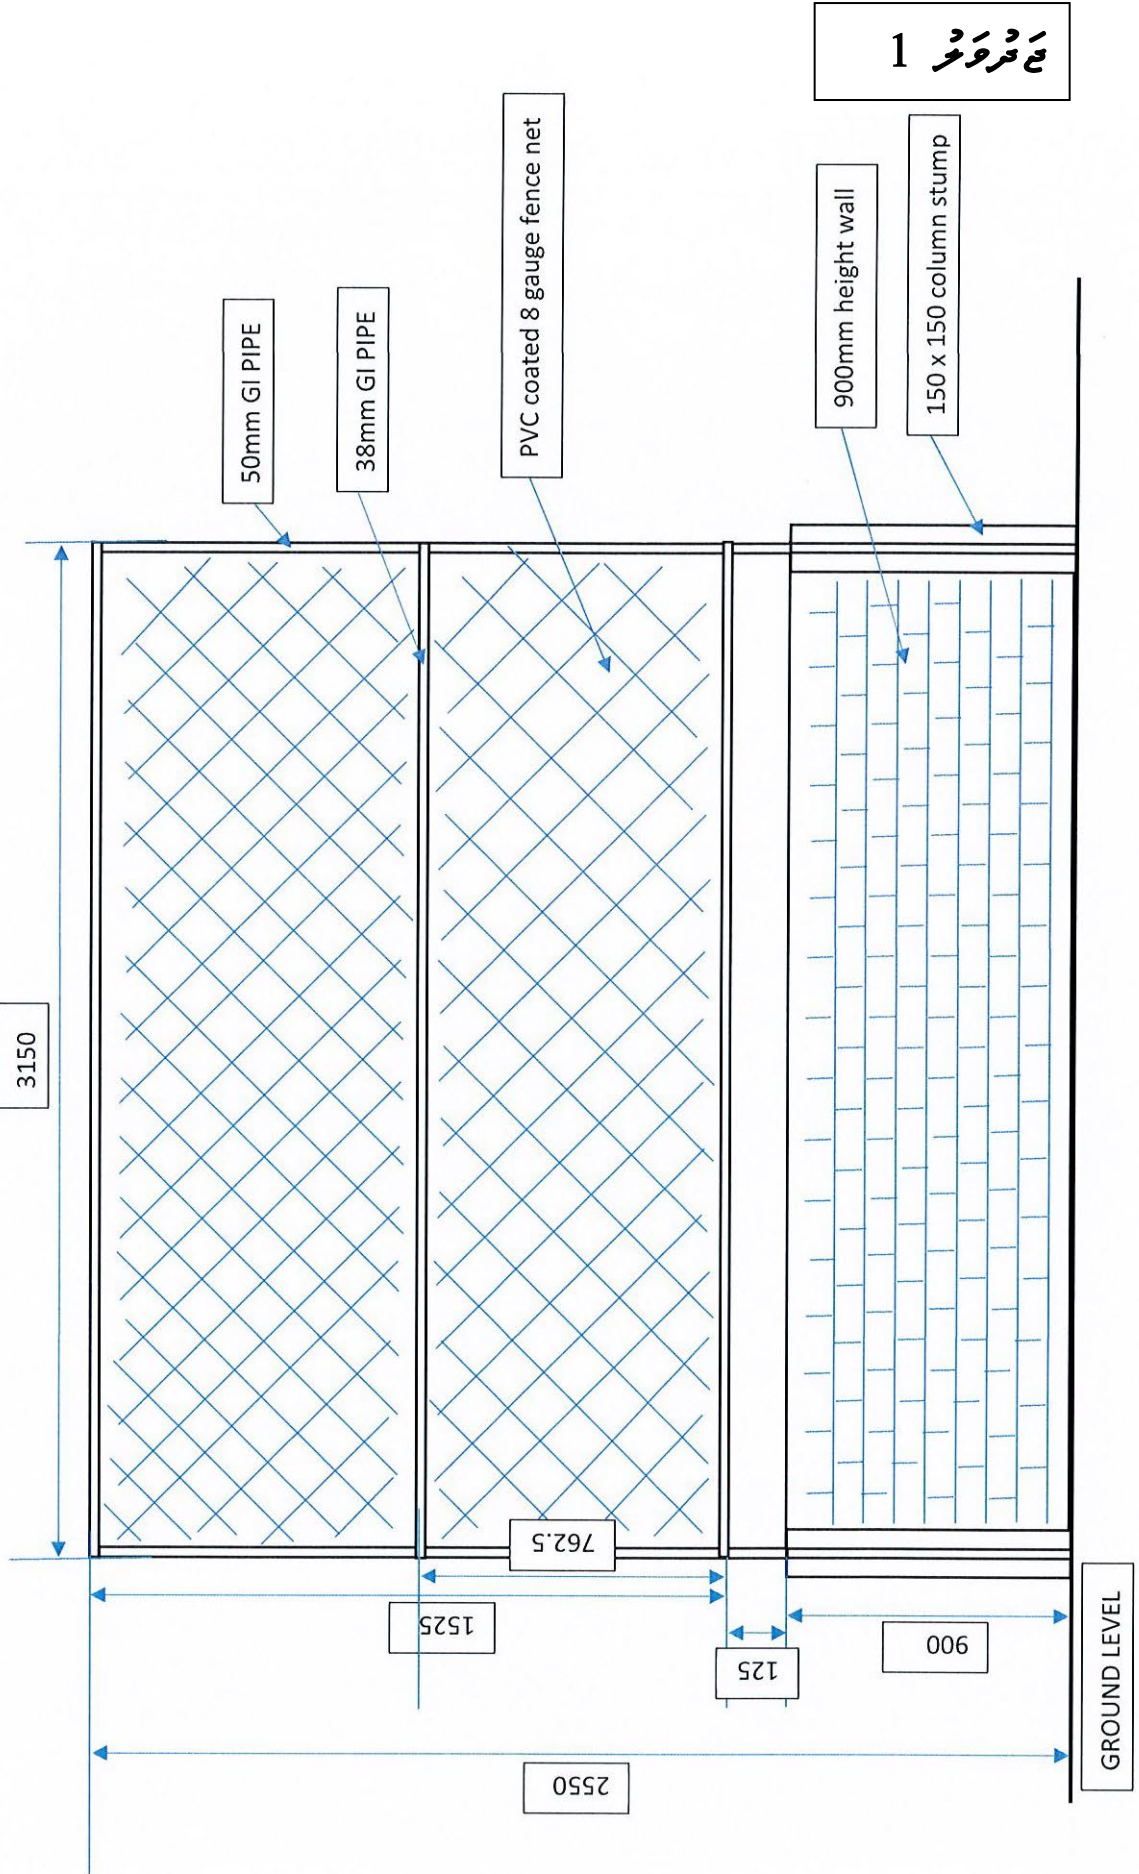 ޖަދުވަލު 1
3150
50mm GI PIPE
38mm GI PIPE
PVC coated 8 gauge fence net
900mm height wall
150 x 150 column stump
762.5
1525
125
900
2550
GROUND LEVEL